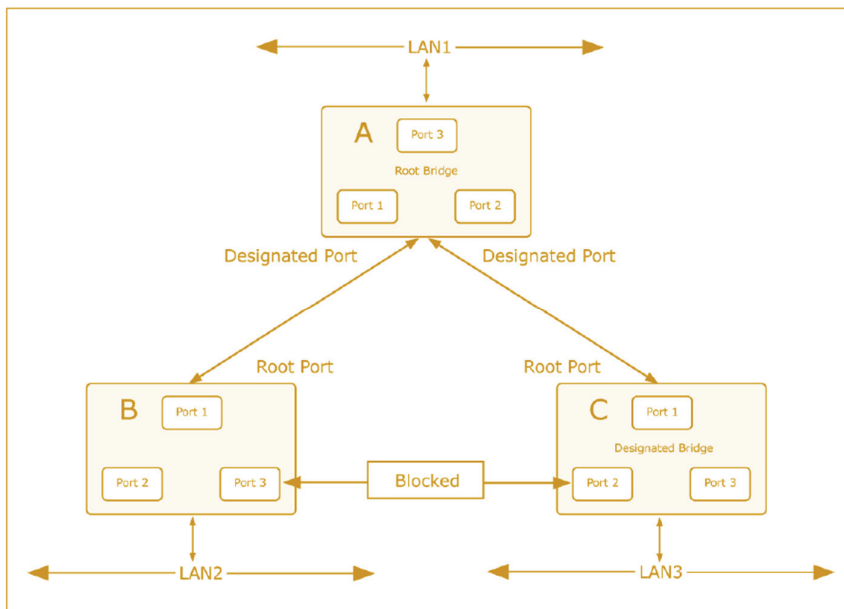 LAN1
A
Port 3
Root Bridge
Port 1
Port 2
Designated Port
Designated Port
Root Port
Root Port
B
Port 1
C
Port 1
Designated Bridge
Port 2
Port 3
Blocked
Port 2
Port 3
LAN2
LAN3